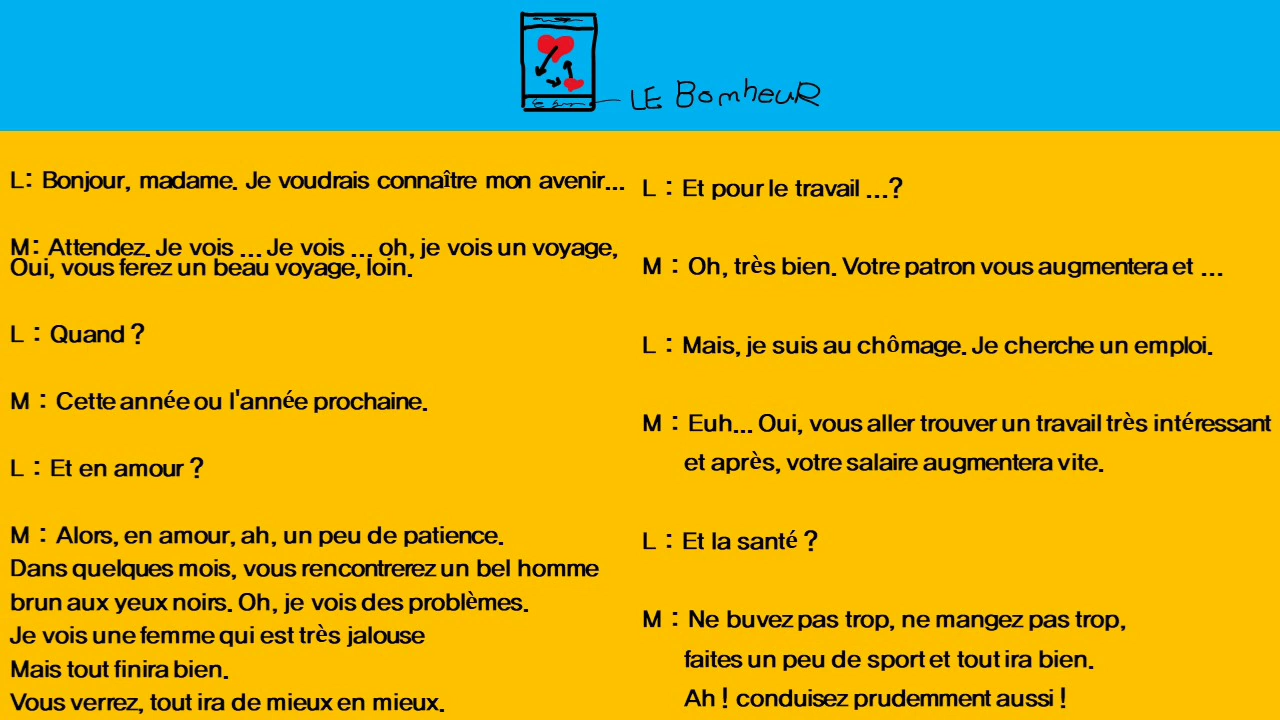 LE BomheuR
L: Bonjour, madame. Je voudrais connaître mon avenir...
M: Attendez. Je vois ... Je vois ... oh, je vois un voyage,
Oui, vous ferez un beau voyage, loin.
L : Quand ?
M : Cette année ou l'année prochaine.
L : Et en amour ?
M : Alors, en amour, ah, un peu de patience.
Dans quelques mois, vous rencontrerez un bel homme
brun aux yeux noirs. Oh, je vois des problèmes.
Je vois une femme qui est très jalouse
Mais tout finira bien.
Vous verrez, tout ira de mieux en mieux.
L : Et pour le travail ...?
M : Oh, très bien. Votre patron vous augmentera et ...
L : Mais, je suis au chômage. Je cherche un emploi.
M : Euh... Oui, vous aller trouver un travail très intéressant
et après, votre salaire augmentera vite.
L : Et la santé ?
M : Ne buvez pas trop, ne mangez pas trop,
faites un peu de sport et tout ira bien.
Ah ! conduisez prudemment aussi !